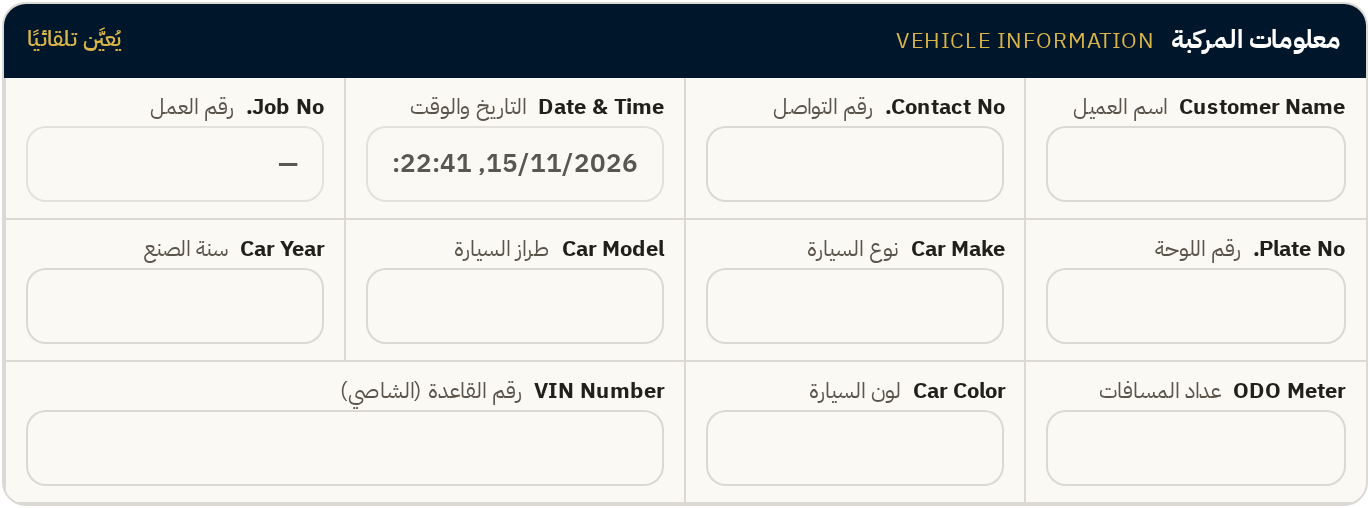 معلومات المركبة VEHICLE INFORMATION يُعيَّن تلقائيًا
Customer Name اسم العميل
Contact No. رقم التواصل
Date & Time التاريخ والوقت
15/11/2026, 22:41:
Job No. رقم العمل
—
Plate No. رقم اللوحة
Car Make نوع السيارة
Car Model طراز السيارة
Car Year سنة الصنع
ODO Meter عداد المسافات
Car Color لون السيارة
VIN Number رقم القاعدة (الشاصي)